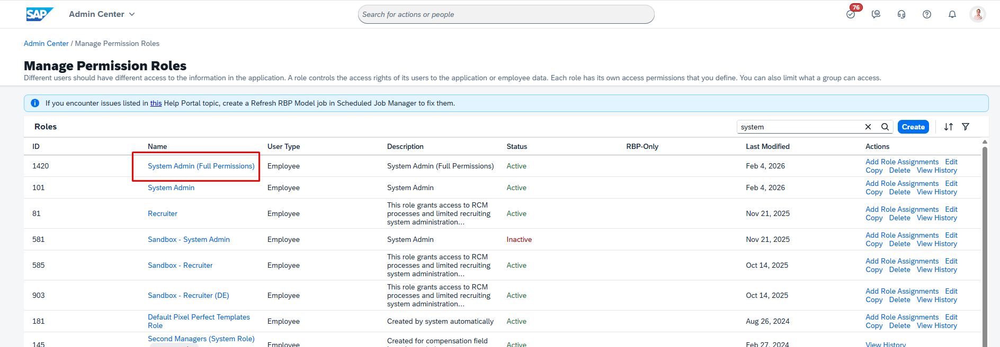 SAP Admin Center
Search for actions or people
76
Admin Center / Manage Permission Roles
Manage Permission Roles
Different users should have different access to the information in the application. A role controls the access rights of its users to the application or employee data. Each role has its own access permissions that you define. You can also limit what a group can access.
If you encounter issues listed in this Help Portal topic, create a Refresh RBP Model job in Scheduled Job Manager to fix them.
Roles
system
Create
ID Name User Type Description Status RBP-Only Last Modified Actions
1420 System Admin (Full Permissions) Employee System Admin (Full Permissions) Active Feb 4, 2026 Add Role Assignments Edit
Copy Delete View History
101 System Admin Employee System Admin Active Feb 4, 2026 Add Role Assignments Edit
Copy Delete View History
This role grants access to RCM
81 Recruiter Employee processes and limited recruiting Active Nov 21, 2025 Add Role Assignments Edit
system administration... Copy Delete View History
581 Sandbox - System Admin Employee System Admin Inactive Nov 21, 2025 Add Role Assignments Edit
Copy Delete View History
This role grants access to RCM
585 Sandbox - Recruiter Employee processes and limited recruiting Active Oct 14, 2025 Add Role Assignments Edit
system administration... Copy Delete View History
This role grants access to RCM
903 Sandbox - Recruiter (DE) Employee processes and limited recruiting Active Oct 14, 2025 Add Role Assignments Edit
system administration... Copy Delete View History
181 Default Pixel Perfect Templates Employee Created by system automatically Active Aug 26, 2024 Add Role Assignments Edit
Role Copy Delete View History
Second Managers (System Role) Created for compensation field
145 Employee Active Feb 27, 2024 View History